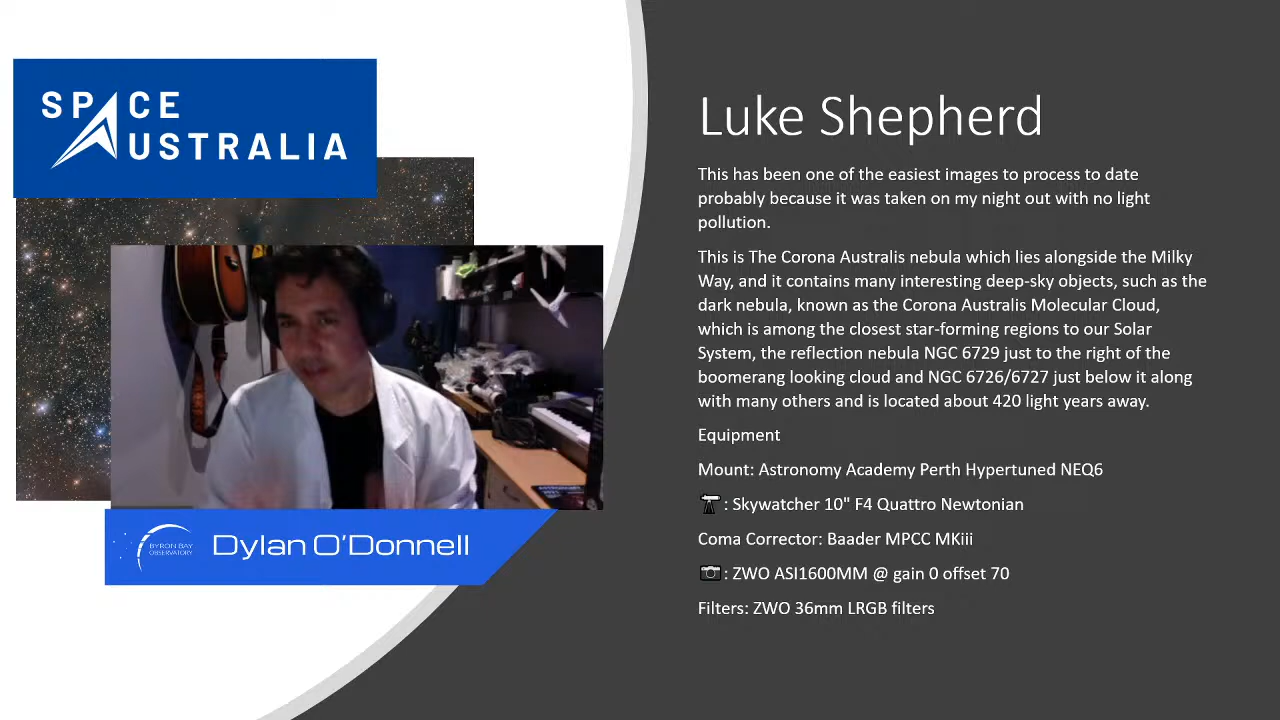 SPACE
AUSTRALIA
BYRON BAY
OBSERVATORY
Dylan O'Donnell
Luke Shepherd
This has been one of the easiest images to process to date
probably because it was taken on my night out with no light
pollution.
This is The Corona Australis nebula which lies alongside the Milky
Way, and it contains many interesting deep-sky objects, such as the
dark nebula, known as the Corona Australis Molecular Cloud,
which is among the closest star-forming regions to our Solar
System, the reflection nebula NGC 6729 just to the right of the
boomerang looking cloud and NGC 6726/6727 just below it along
with many others and is located about 420 light years away.
Equipment
Mount: Astronomy Academy Perth Hypertuned NEQ6
: Skywatcher 10" F4 Quattro Newtonian
Coma Corrector: Baader MPCC MKiii
: ZWO ASI1600MM @ gain 0 offset 70
Filters: ZWO 36mm LRGB filters